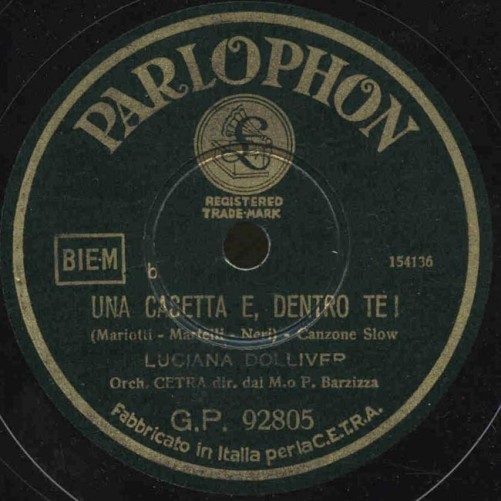 PARLOPHON
£
REGISTERED
TRADE-MARK
BIEM
b
154136
UNA CASETTA E, DENTRO TE!
(Mariotti - Martelli - Neri) - Canzone Slow
LUCIANA DOLLIVER
Orch. CETRA dir. dal M.o P. Barzizza
G.P. 92805
Fabbricato in Italia per la C.E.T.R.A.